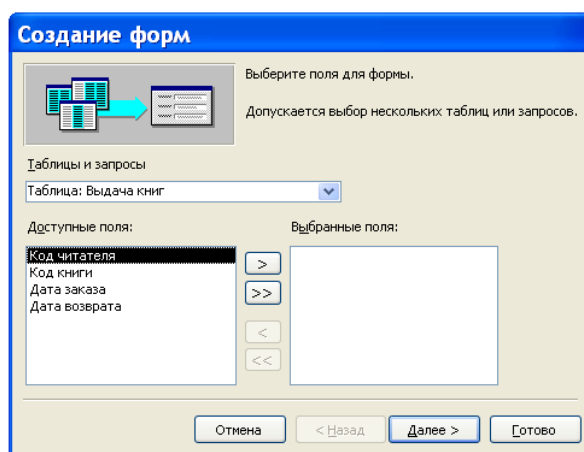 Создание форм
Выберите поля для формы.
Допускается выбор нескольких таблиц или запросов.
Таблицы и запросы
Таблица: Выдача книг
Доступные поля:
Выбранные поля:
Код читателя
Код книги
Дата заказа
Дата возврата
>
>>
<
<<
Отмена
< Назад
Далее >
Готово